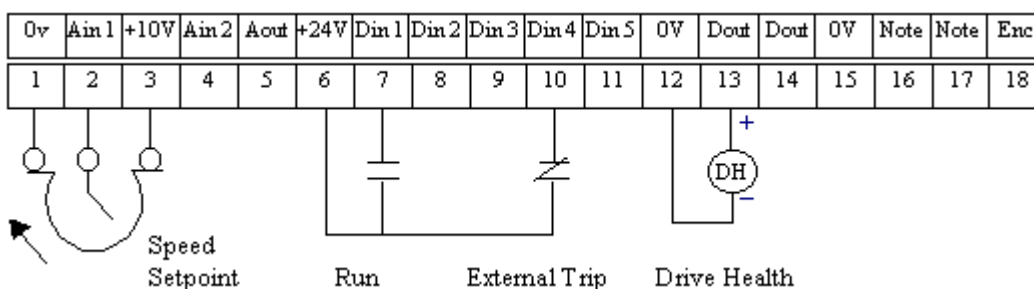 0v Ain 1 +10V Ain 2 Aout +24V Din 1 Din 2 Din 3 Din 4 Din 5 0V Dout Dout 0V Note Note Enc
1 2 3 4 5 6 7 8 9 10 11 12 13 14 15 16 17 18
+
DH
−
Speed
Setpoint Run External Trip Drive Health